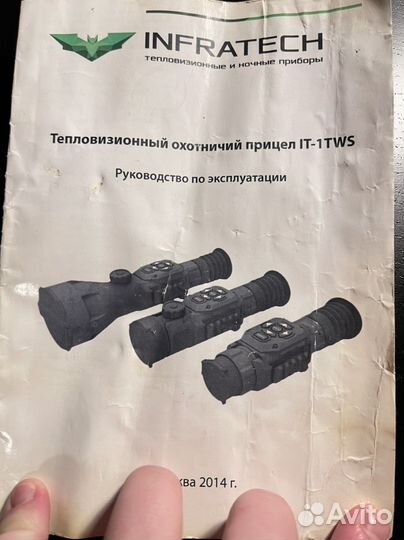 INFRATECH
тепловизионные и ночные приборы
Тепловизионный охотничий прицел IT-1TWS
Руководство по эксплуатации
ква 2014 г.
Avito